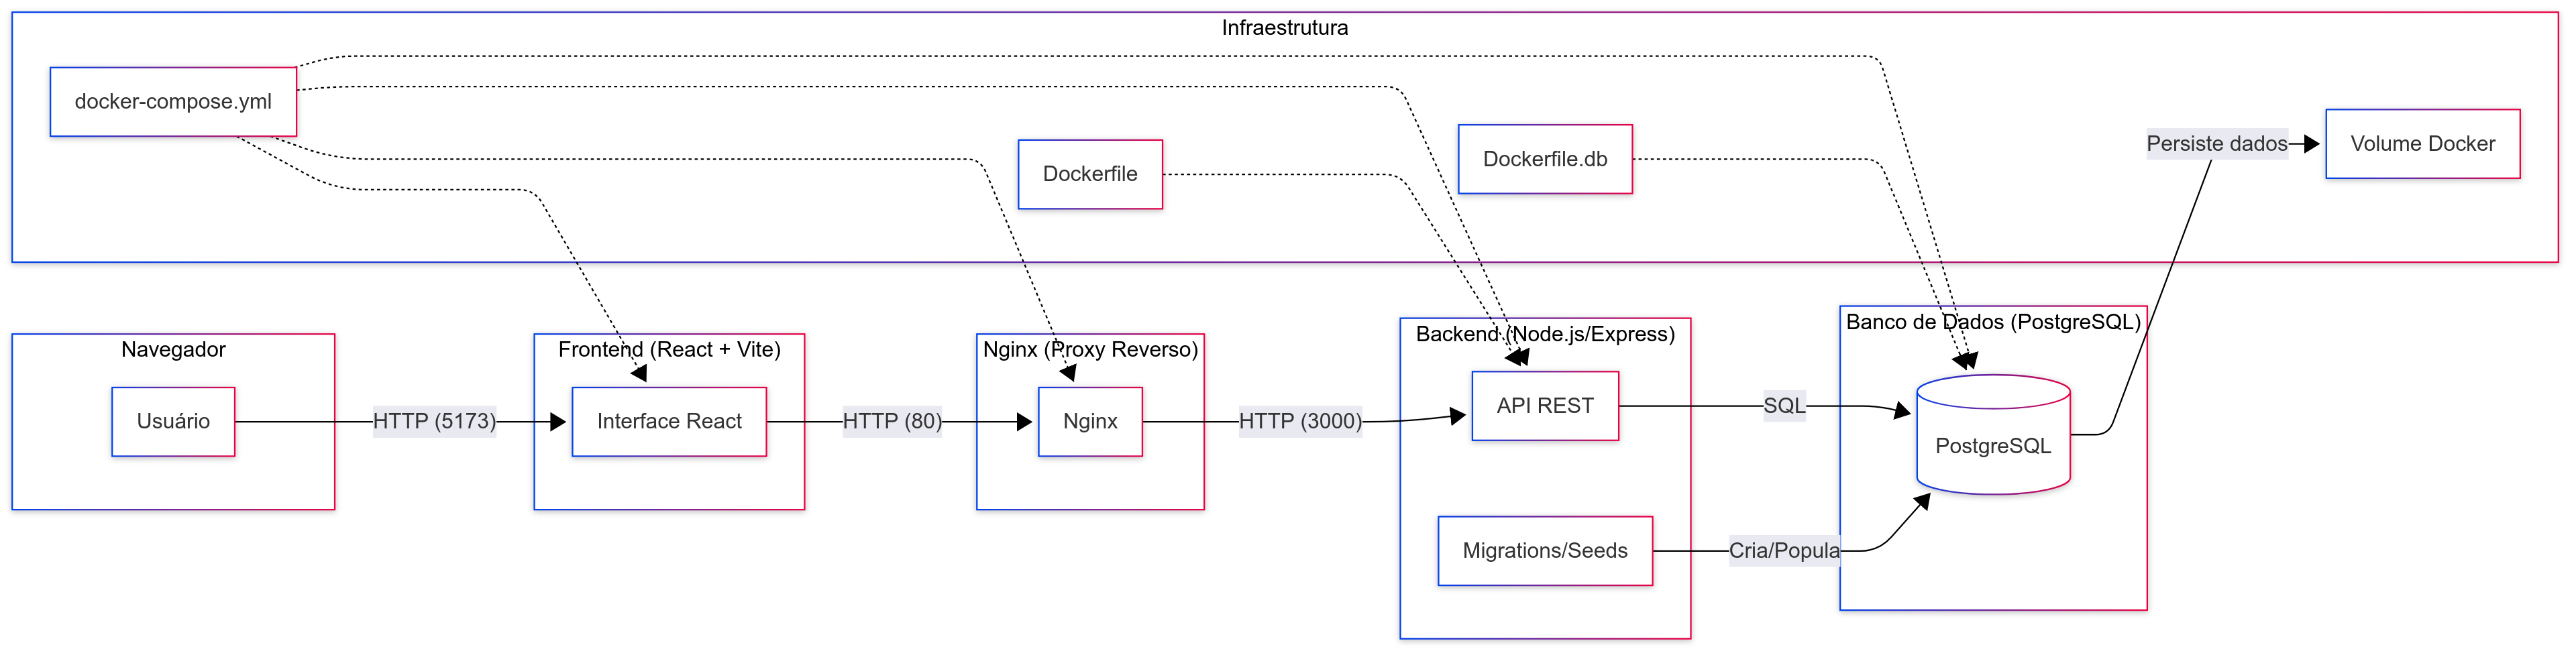 Infraestrutura
docker-compose.yml
Dockerfile
Dockerfile.db
Persiste dados
Volume Docker
Navegador
Usuário
HTTP (5173)
Frontend (React + Vite)
Interface React
HTTP (80)
Nginx (Proxy Reverso)
Nginx
HTTP (3000)
Backend (Node.js/Express)
API REST
Migrations/Seeds
SQL
Cria/Popula
Banco de Dados (PostgreSQL)
PostgreSQL